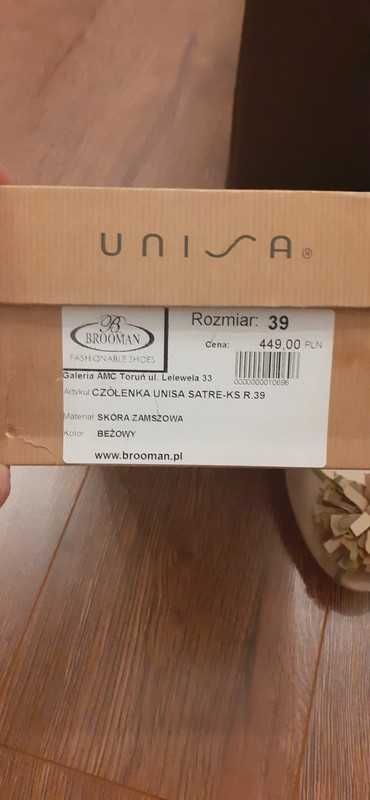 UNISA®
B
BROOMAN
FASHIONABLE SHOES
Rozmiar: 39
Cena: 449,00 PLN
0000000010696
Galeria AMC Toruń ul. Lelewela 33
Artykuł CZÓŁENKA UNISA SATRE-KS R.39
Materiał SKÓRA ZAMSZOWA
Kolor BEŻOWY
www.brooman.pl